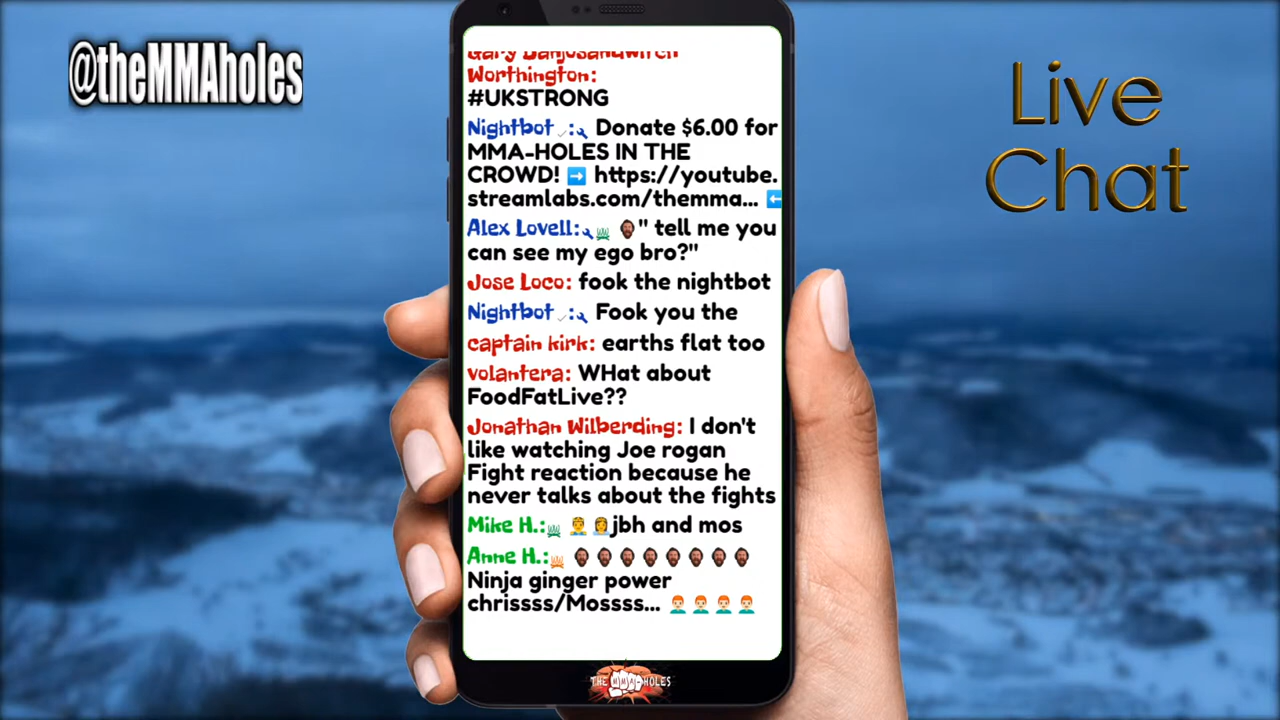 @theMMAholes
Live
Chat
Worthington:
#UKSTRONG
Nightbot : Donate $6.00 for
MMA-HOLES IN THE
CROWD! ➡️ https://youtube.
streamlabs.com/themma... ⬅️
Alex Lovell: " tell me you
can see my ego bro?"
Jose Loco: fook the nightbot
Nightbot : Fook you the
captain kirk: earths flat too
volantera: WHat about
FoodFatLive??
Jonathan Wilberding: I don't
like watching Joe rogan
Fight reaction because he
never talks about the fights
Mike H.: jbh and mos
Anne H.:
Ninja ginger power
chrissss/Mossss...
THE MMA-HOLES